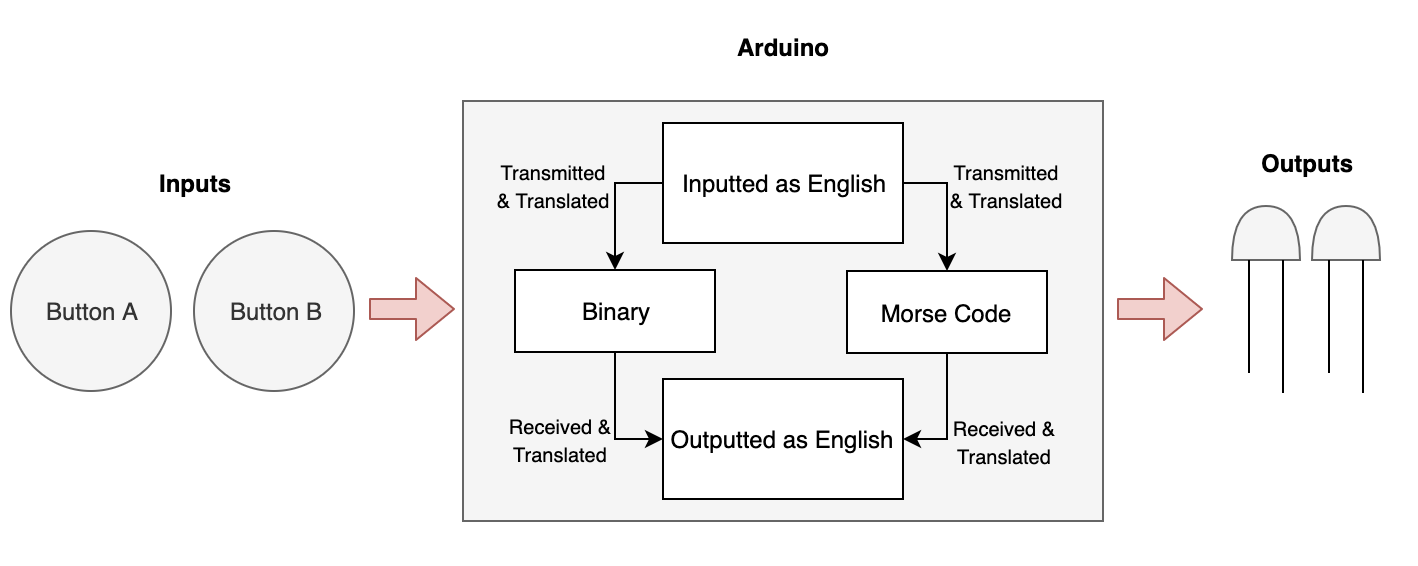 Arduino
Inputs
Button A
Button B
Inputted as English
Transmitted
& Translated
Transmitted
& Translated
Binary
Morse Code
Received &
Translated
Received &
Translated
Outputted as English
Outputs